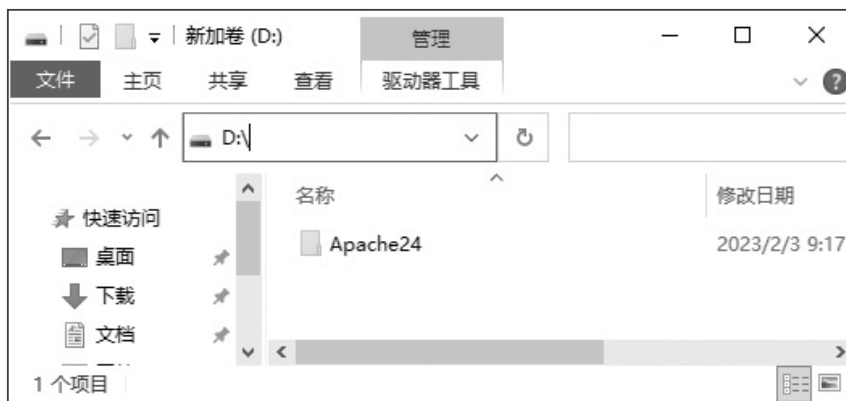 新加卷 (D:)
管理
文件
主页
共享
查看
驱动器工具
D:\
名称
修改日期
快速访问
Apache24
2023/2/3 9:17
桌面
下载
文档
1 个项目